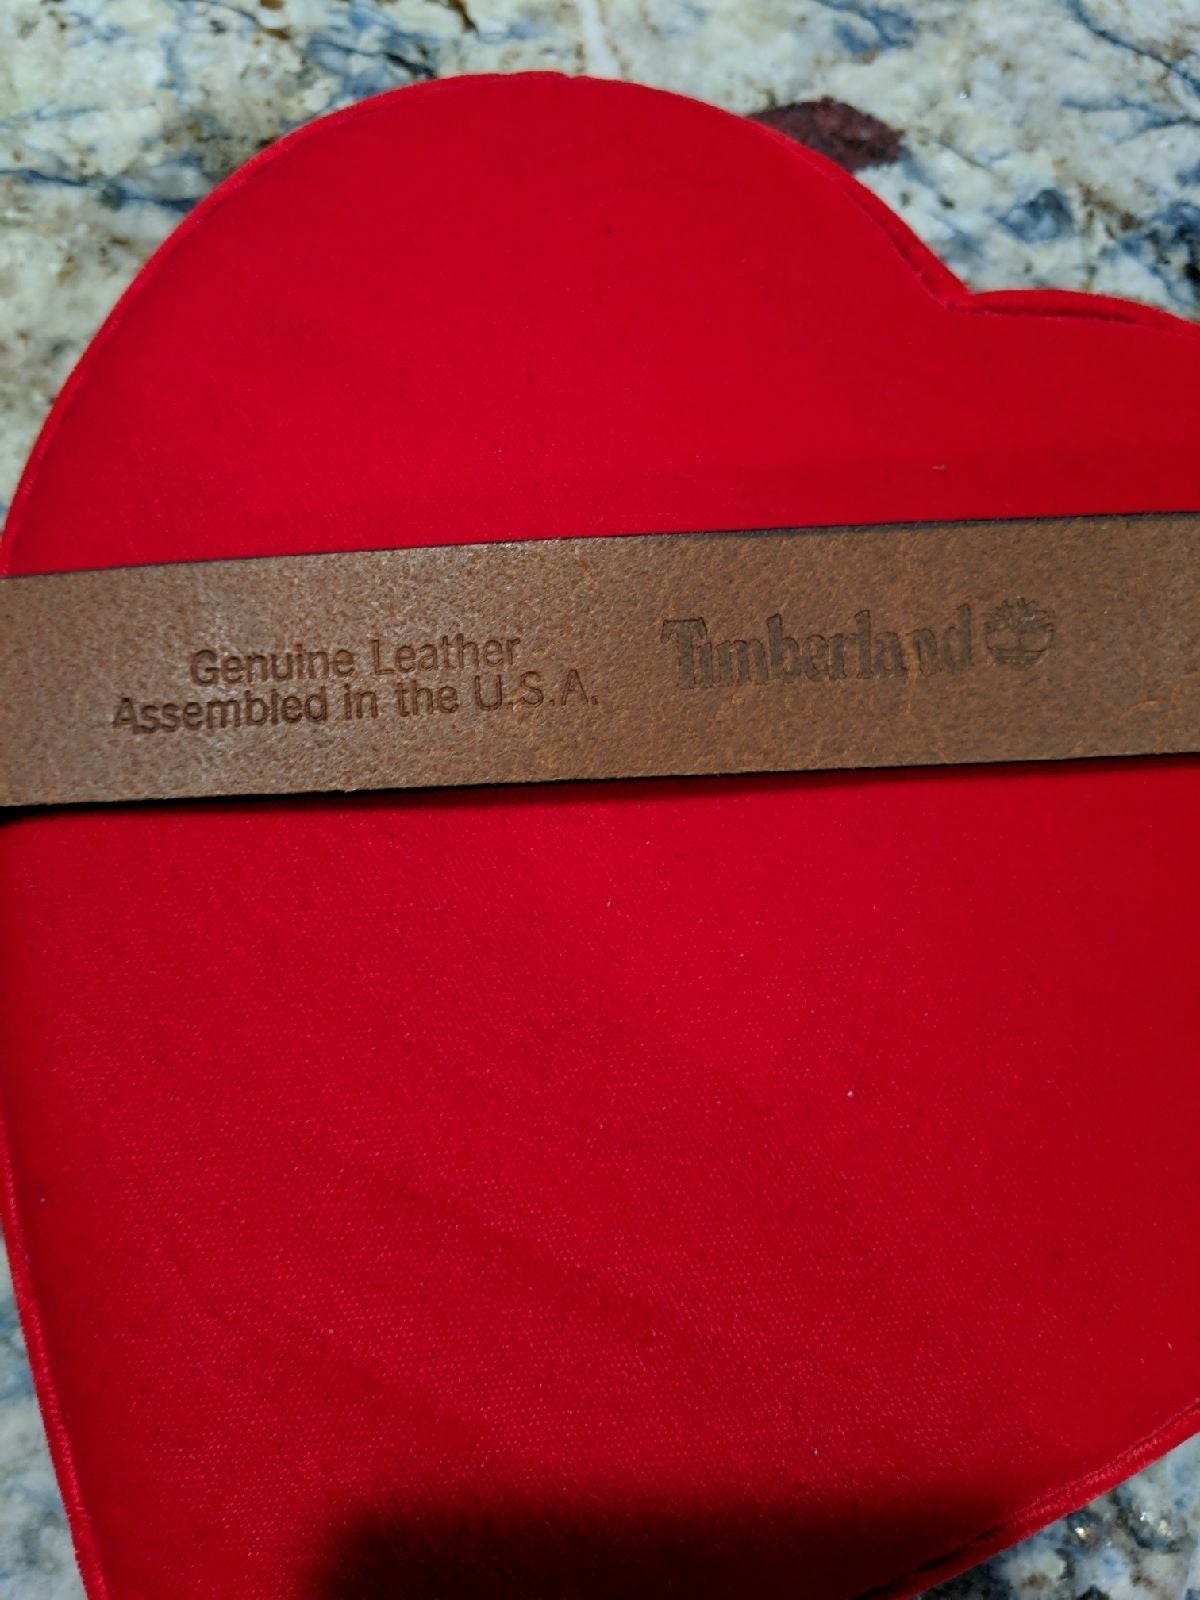 Genuine Leather
Assembled in the U.S.A.
Timberland